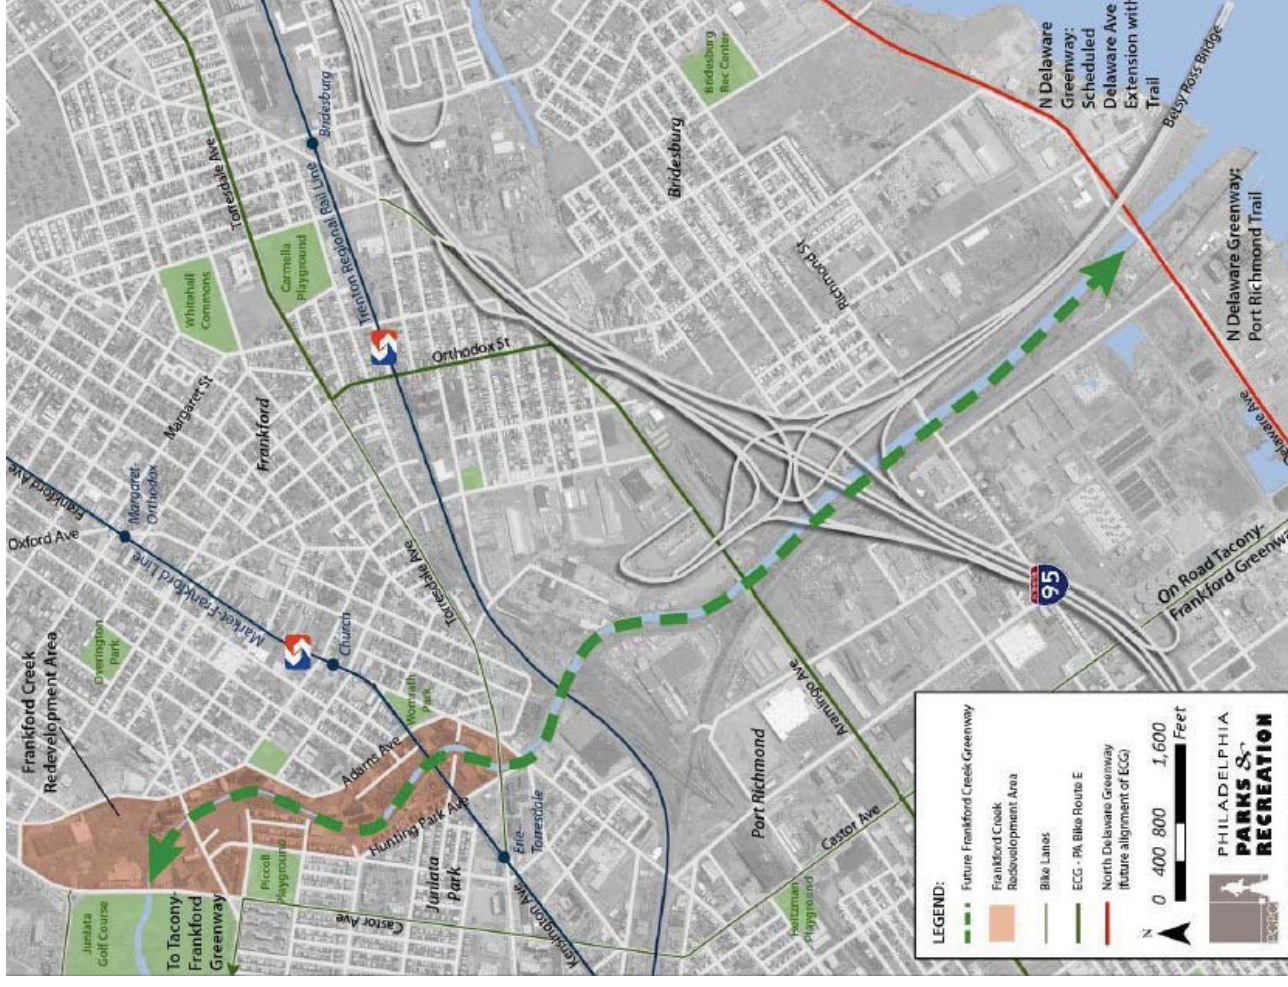 N Delaware
Greenway:
Scheduled
Delaware Ave
Extension with
Trail
Betsy Ross Bridge
Bridesburg
Rec Center
Bridesburg
Torresdale Ave
Trenton Regional Rail Line
Carmella
Playground
Whitehall
Commons
Bridesburg
Richmond St
N Delaware Greenway:
Port Richmond Trail
Delaware Ave
Orthodox St
Margaret St
Frankford
Frankford Ave
Oxford Ave
Margaret
Orthodox
Market-Frankford Line
Church
Overington
Park
Frankford Creek
Redevelopment Area
Torresdale Ave
Womrath
Park
Adams Ave
Hunting Park Ave
Erie-
Torresdale
Juniata
Park
Piccoli
Playground
Juniata
Golf Course
To Tacony-
Frankford
Greenway
Castor Ave
Kensington Ave
Port Richmond
Castor Ave
Heitzman
Playground
Aramingo Ave
95
On Road Tacony-
Frankford Greenway
LEGEND:
Future Frankford Creek Greenway
Frankford Creek
Redevelopment Area
Bike Lanes
ECG - PA Bike Route E
North Delaware Greenway
(future alignment of ECG)
N
0 400 800 1,600
Feet
PCPC
PHILADELPHIA
PARKS &
RECREATION